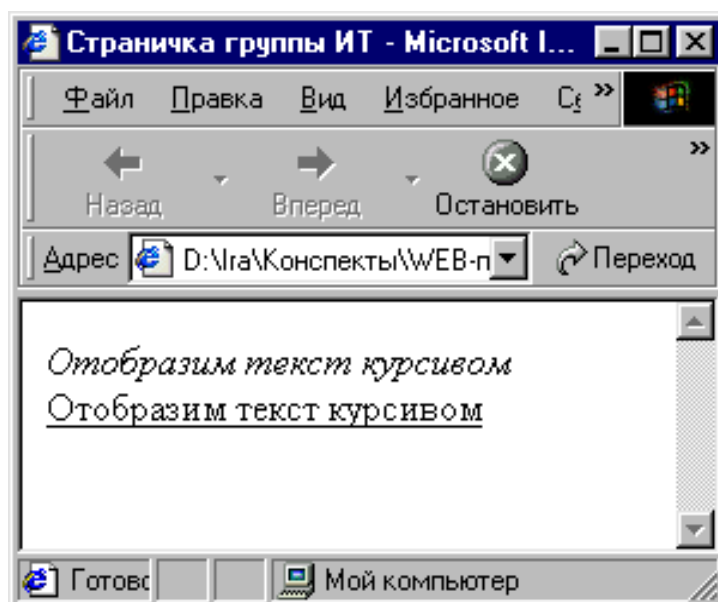 Страничка группы ИТ - Microsoft I...
Файл Правка Вид Избранное »
Назад Вперед Остановить »
Адрес D:\Ira\Конспекты\WEB-п Переход
Отобразим текст курсивом
Отобразим текст курсивом
Мой компьютер